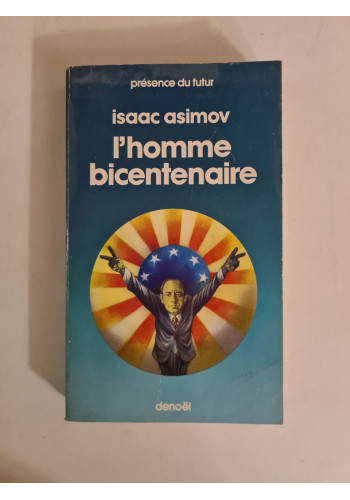 présence du futur
isaac asimov
l'homme
bicentenaire
denoël